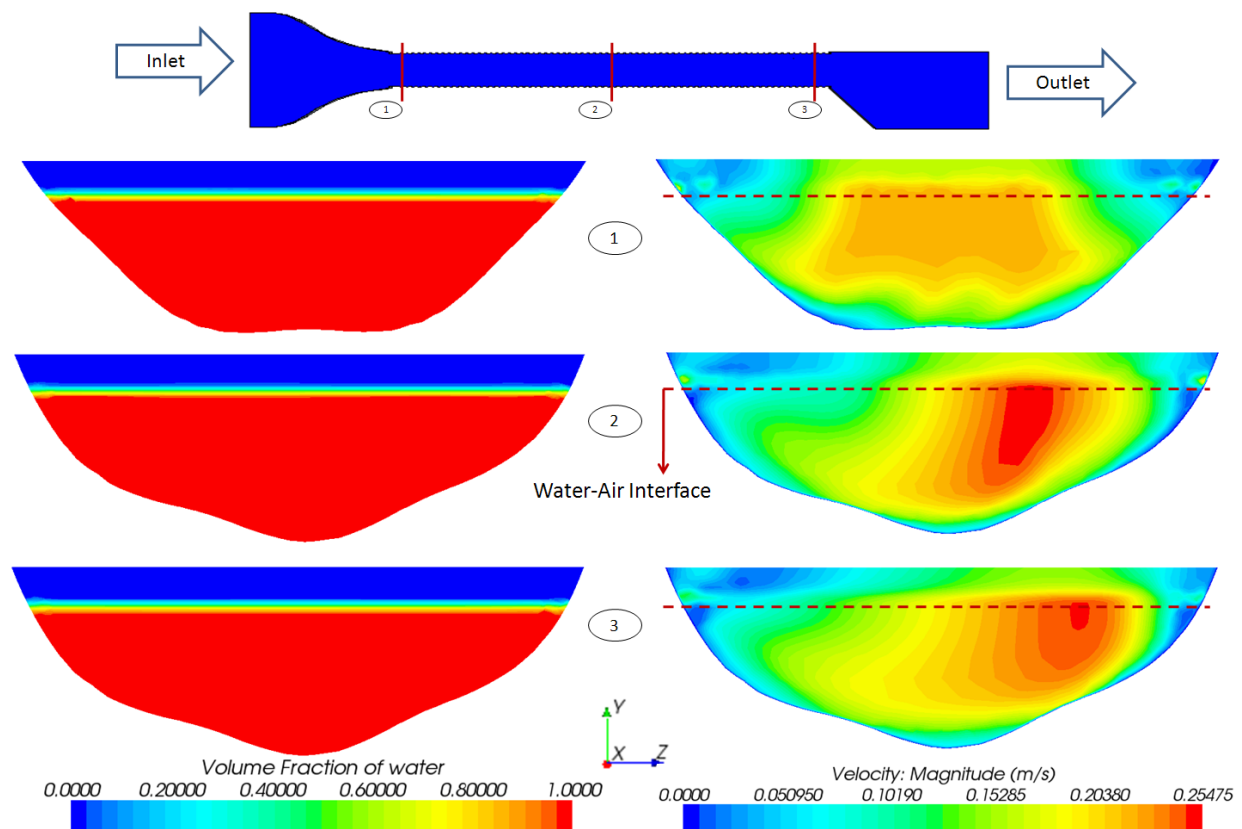 Inlet
Outlet
1
2
3
1
2
Water-Air Interface
3
Y
X
Z
Volume Fraction of water
0.0000
0.20000
0.40000
0.60000
0.80000
1.0000
Velocity: Magnitude (m/s)
0.0000
0.050950
0.10190
0.15285
0.20380
0.25475